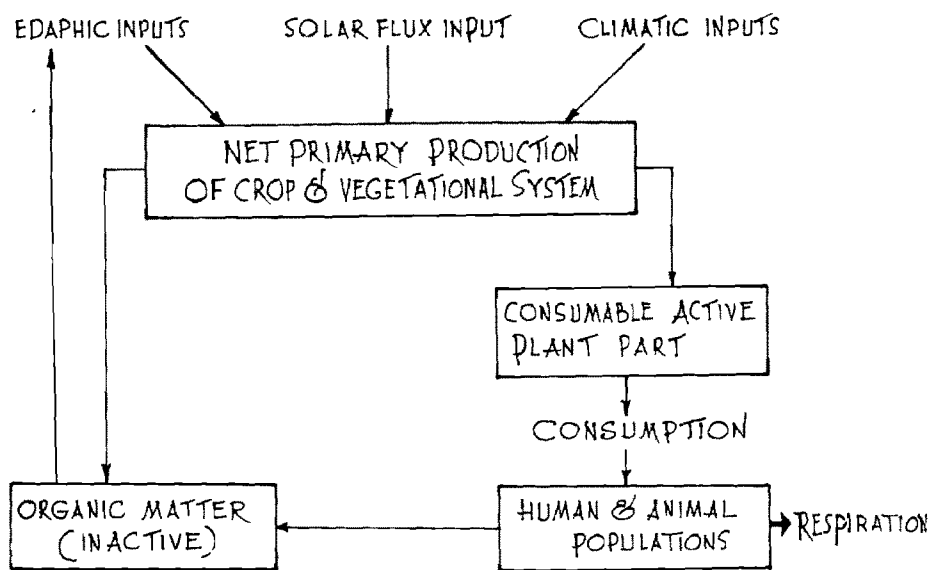 EDAPHIC INPUTS
SOLAR FLUX INPUT
CLIMATIC INPUTS
NET PRIMARY PRODUCTION
OF CROP & VEGETATIONAL SYSTEM
CONSUMABLE ACTIVE
PLANT PART
CONSUMPTION
ORGANIC MATTER
(INACTIVE)
HUMAN & ANIMAL
POPULATIONS
RESPIRATION